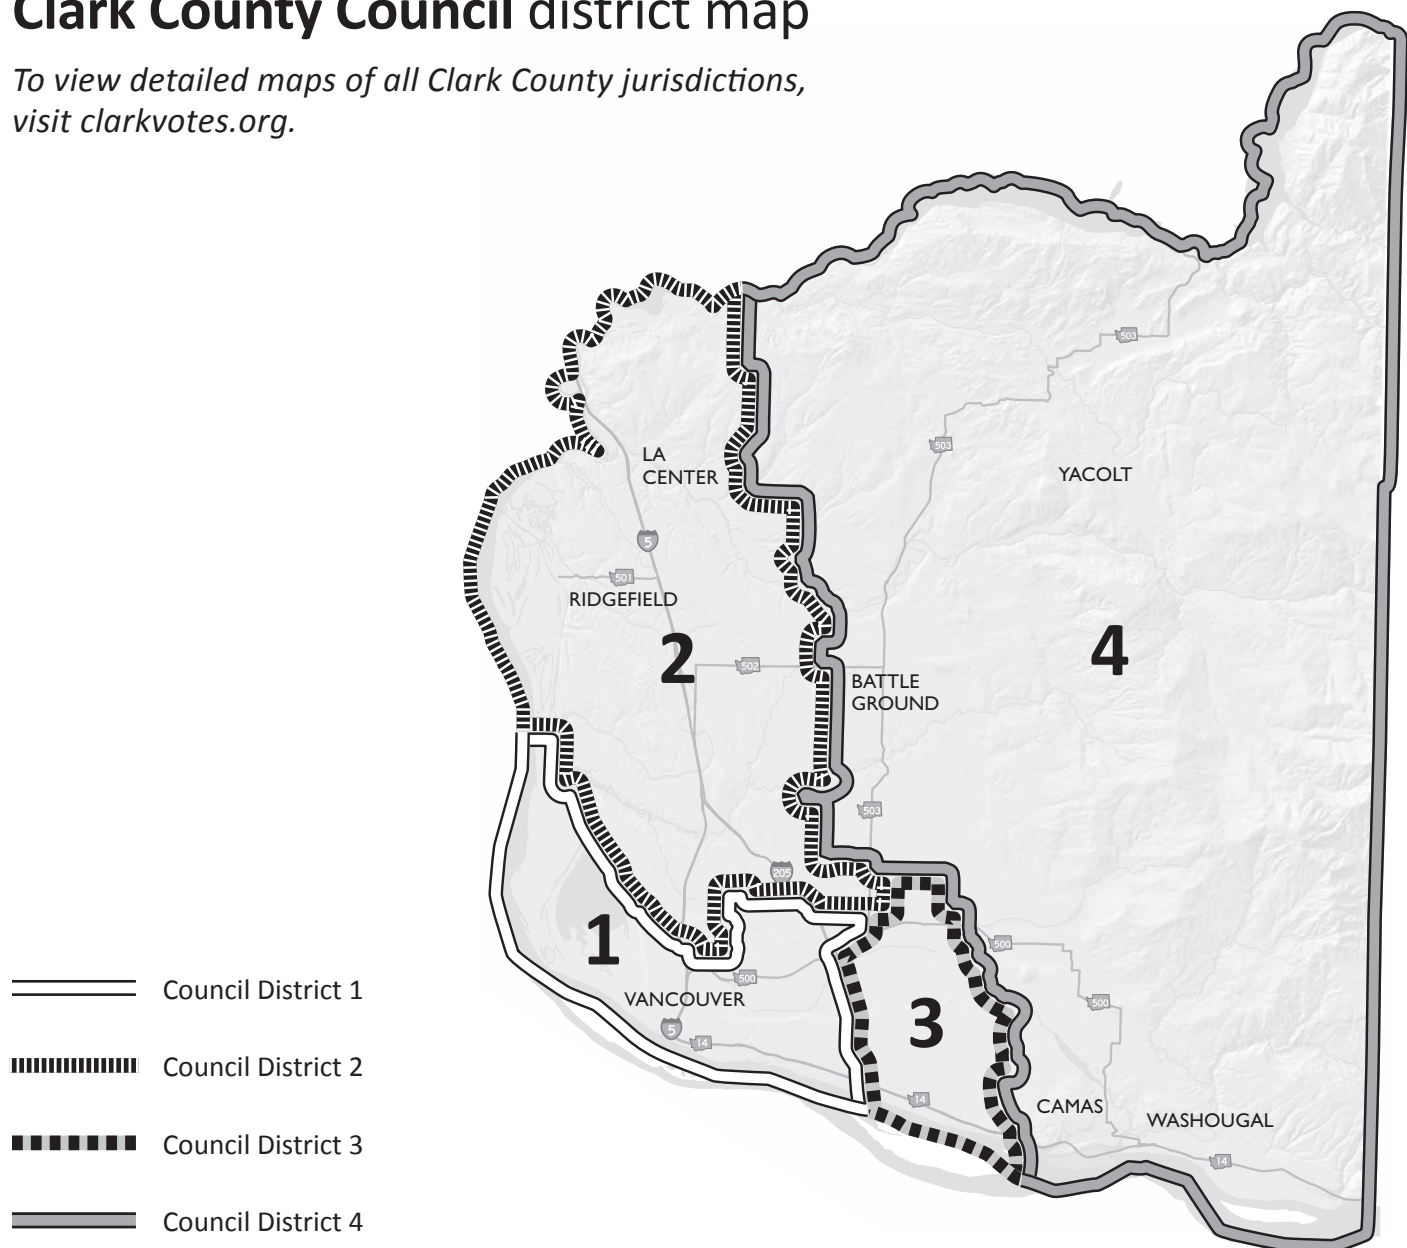 Clark County Council district map
To view detailed maps of all Clark County jurisdictions,
visit clarkvotes.org.
503
503
LA
CENTER
YACOLT
5
501
RIDGEFIELD
2
4
502
BATTLE
GROUND
503
205
1
500
500
VANCOUVER
500
3
5
14
14
CAMAS
WASHOUGAL
14
Council District 1
Council District 2
Council District 3
Council District 4